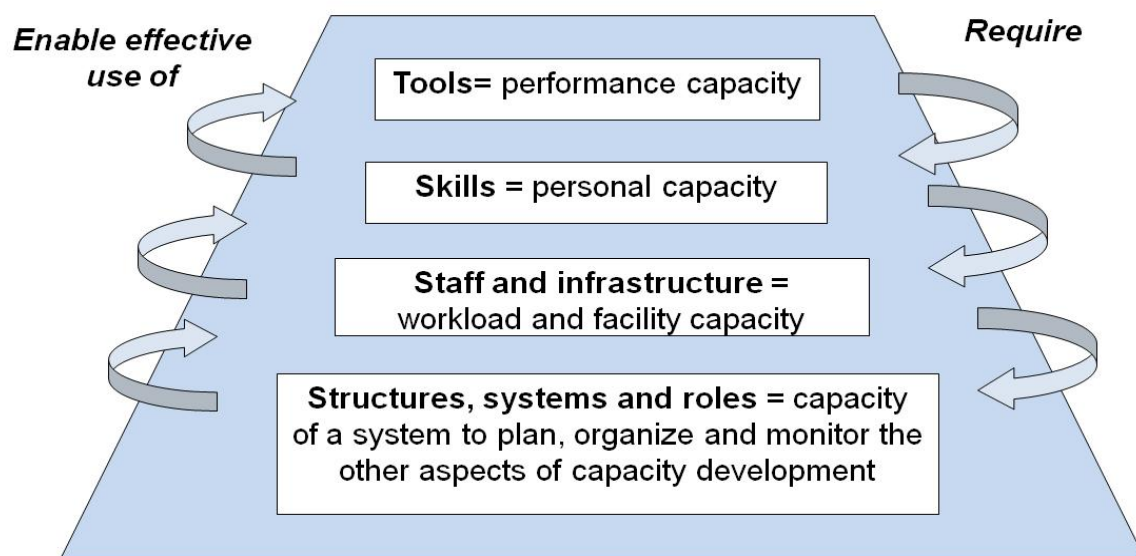 Enable effective
use of
Require
Tools= performance capacity
Skills = personal capacity
Staff and infrastructure =
workload and facility capacity
Structures, systems and roles = capacity
of a system to plan, organize and monitor the
other aspects of capacity development